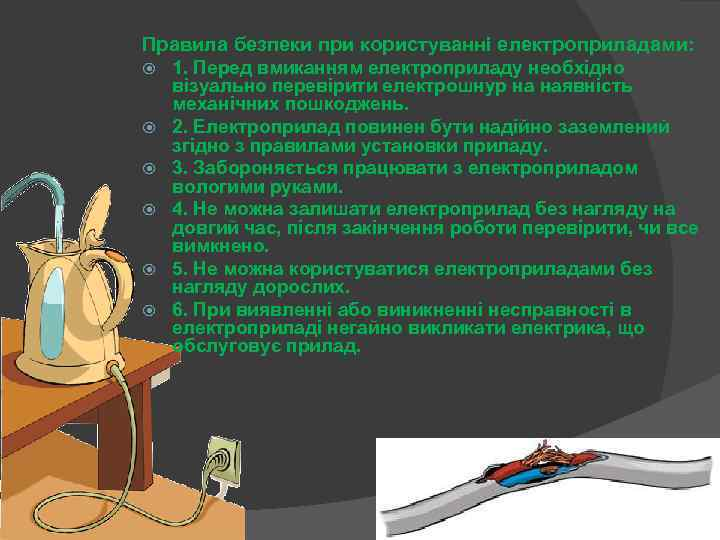 Правила безпеки при користуванні електроприладами:
1. Перед вмиканням електроприладу необхідно
візуально перевірити електрошнур на наявність
механічних пошкоджень.
2. Електроприлад повинен бути надійно заземлений
згідно з правилами установки приладу.
3. Забороняється працювати з електроприладом
вологими руками.
4. Не можна залишати електроприлад без нагляду на
довгий час, після закінчення роботи перевірити, чи все
вимкнено.
5. Не можна користуватися електроприладами без
нагляду дорослих.
6. При виявленні або виникненні несправності в
електроприладі негайно викликати електрика, що
обслуговує прилад.